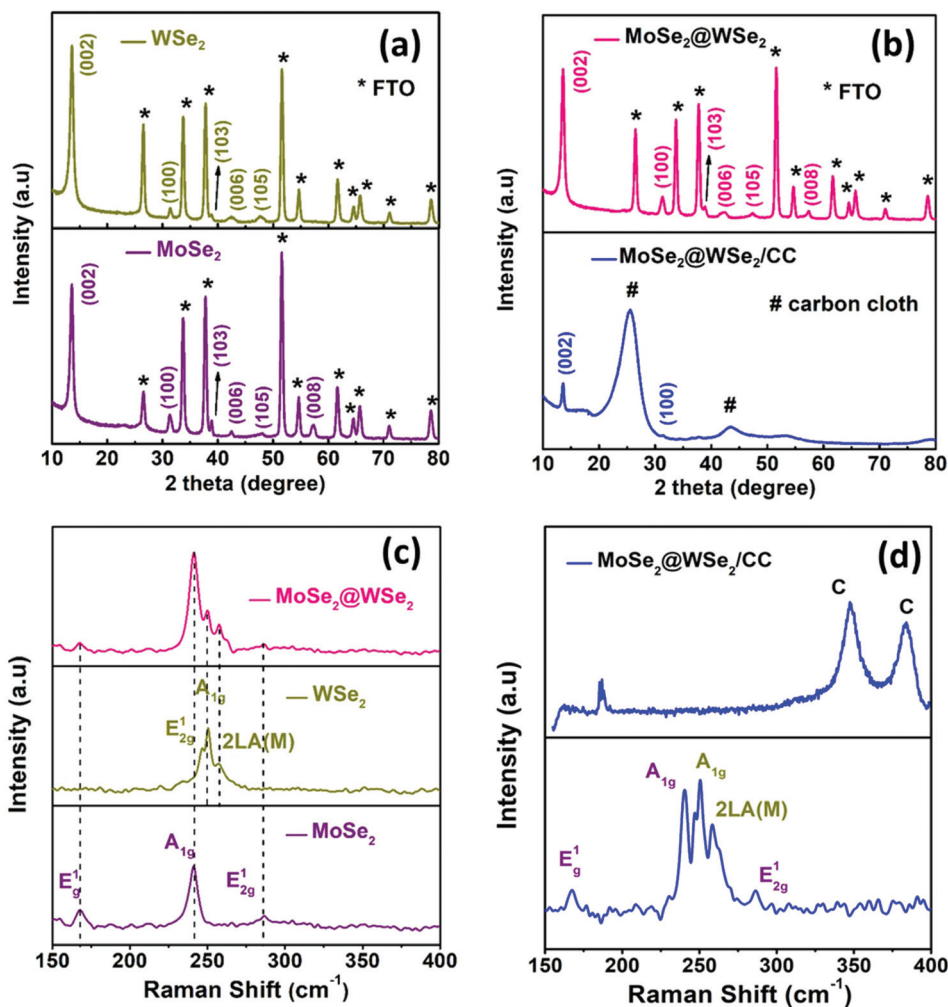 (a)
WSe₂
(002)
* FTO
* * * * * * * * * *
(100)
(103)
(006)
(105)
MoSe₂
(002)
* * * * * * * * * *
(100)
(103)
(006)
(105)
(008)
Intensity (a.u)
10 20 30 40 50 60 70 80
2 theta (degree)
(b)
MoSe₂@WSe₂
(002)
* FTO
* * * * * * * * * *
(100)
(103)
(006)
(105)
(008)
MoSe₂@WSe₂/CC
# carbon cloth
(002)
#
(100)
#
Intensity (a.u)
10 20 30 40 50 60 70 80
2 theta (degree)
(c)
MoSe₂@WSe₂
WSe₂
A₁g
E¹₂g
2LA(M)
MoSe₂
E¹g
A₁g
E¹₂g
Intensity (a.u)
150 200 250 300 350 400
Raman Shift (cm⁻¹)
(d)
MoSe₂@WSe₂/CC
C
C
A₁g
A₁g
2LA(M)
E¹g
E¹₂g
Intensity (a.u)
150 200 250 300 350 400
Raman Shift (cm⁻¹)